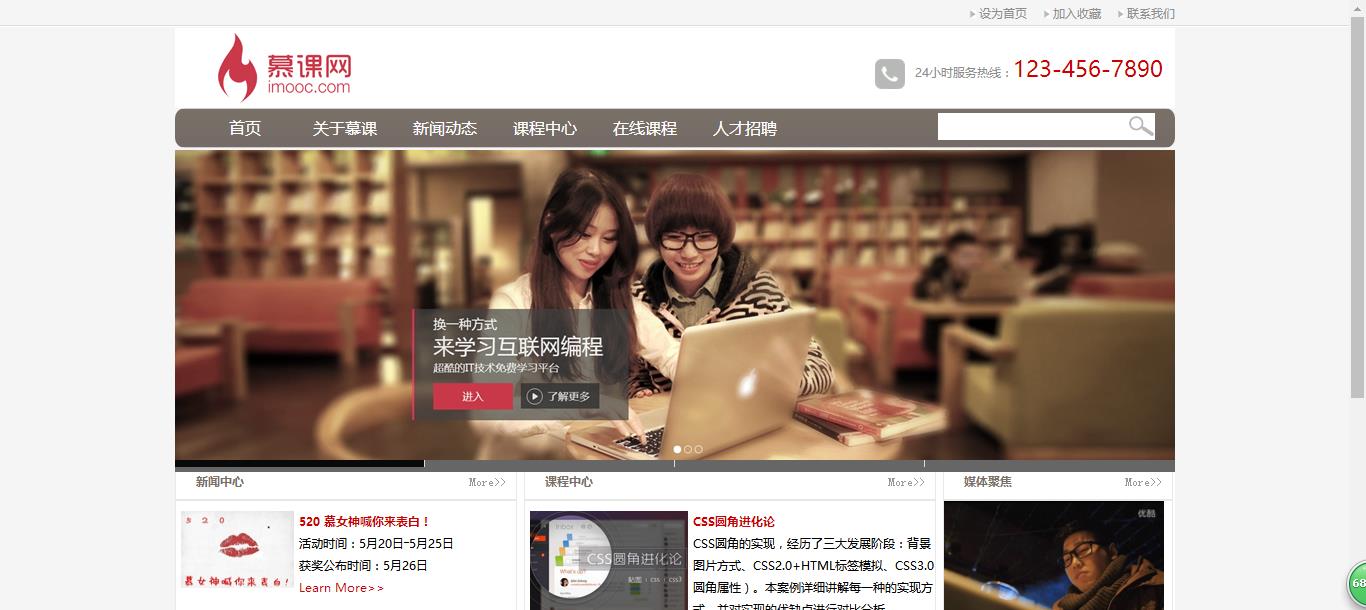 设为首页 加入收藏 联系我们
慕课网
imooc.com
24小时服务热线：123-456-7890
首页 关于慕课 新闻动态 课程中心 在线课程 人才招聘
换一种方式
来学习互联网编程
超酷的IT技术免费学习平台
进入 了解更多
新闻中心 More>>
课程中心 More>>
媒体聚焦 More>>
5 2 0
慕女神喊你来表白！
520 慕女神喊你来表白！
活动时间：5月20日-5月25日
获奖公布时间：5月26日
Learn More>>
Inbox
What's up?
CSS圆角进化论
贴图 | CSS | CSS3
CSS圆角进化论
CSS圆角的实现，经历了三大发展阶段：背景
图片方式、CSS2.0+HTML标签模拟、CSS3.0
圆角属性）。本案例详细讲解每一种的实现方
式，并对实现的优缺点进行对比分析
优酷
68